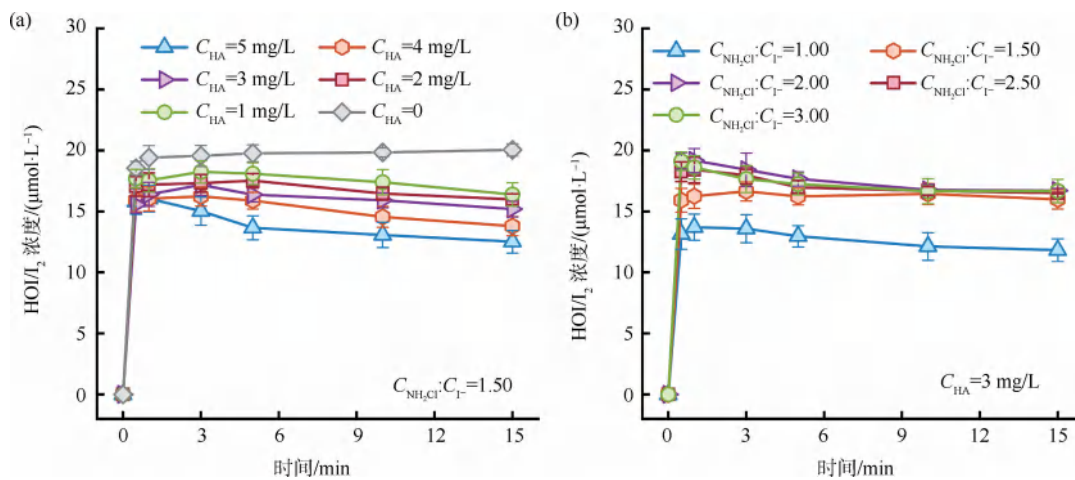 (a)
30
25
20
15
10
5
0
HOI/I₂ 浓度/(μmol·L⁻¹)
C_HA=5 mg/L
C_HA=4 mg/L
C_HA=3 mg/L
C_HA=2 mg/L
C_HA=1 mg/L
C_HA=0
C_NH₂Cl:C_I⁻=1.50
0 3 6 9 12 15
时间/min
(b)
30
25
20
15
10
5
0
HOI/I₂ 浓度/(μmol·L⁻¹)
C_NH₂Cl:C_I⁻=1.00
C_NH₂Cl:C_I⁻=1.50
C_NH₂Cl:C_I⁻=2.00
C_NH₂Cl:C_I⁻=2.50
C_NH₂Cl:C_I⁻=3.00
C_HA=3 mg/L
0 3 6 9 12 15
时间/min